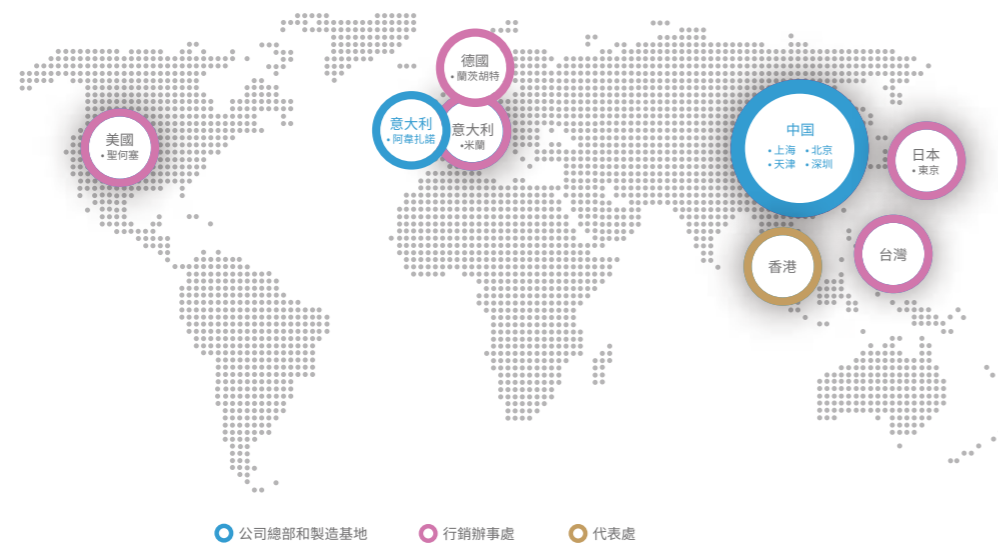 德國
• 蘭茨胡特
意大利
• 阿韋扎諾
意大利
•米蘭
美國
• 聖何塞
中国
• 上海 • 北京
• 天津 • 深圳
日本
• 東京
台灣
香港
公司總部和製造基地 行銷辦事處 代表處